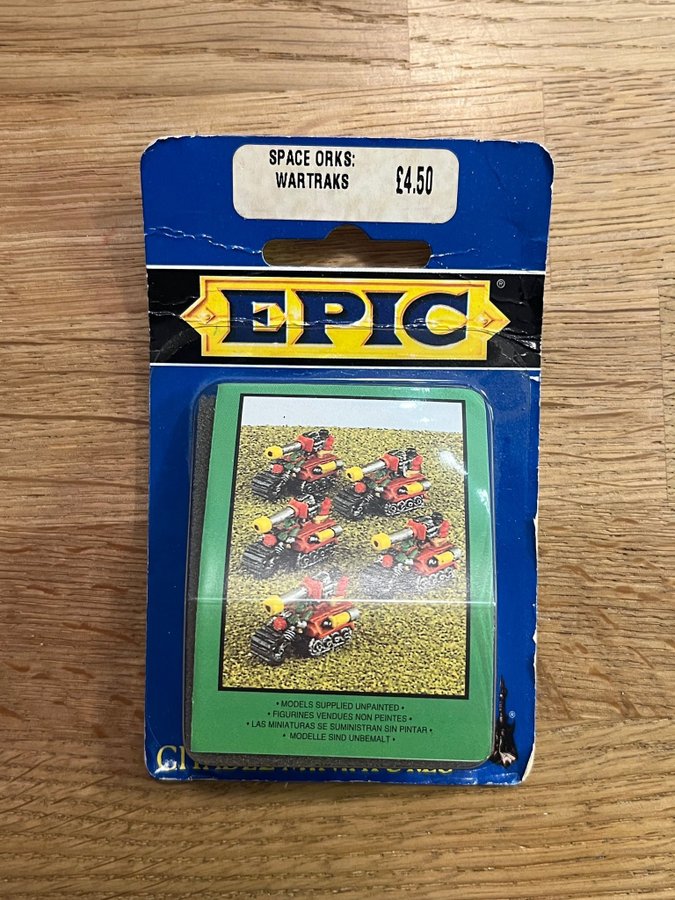 SPACE ORKS:
WARTRAKS £4.50
EPIC ®
• MODELS SUPPLIED UNPAINTED •
• FIGURINES VENDUES NON PEINTES •
• LAS MINIATURAS SE SUMINISTRAN SIN PINTAR •
• MODELLE SIND UNBEMALT •
®